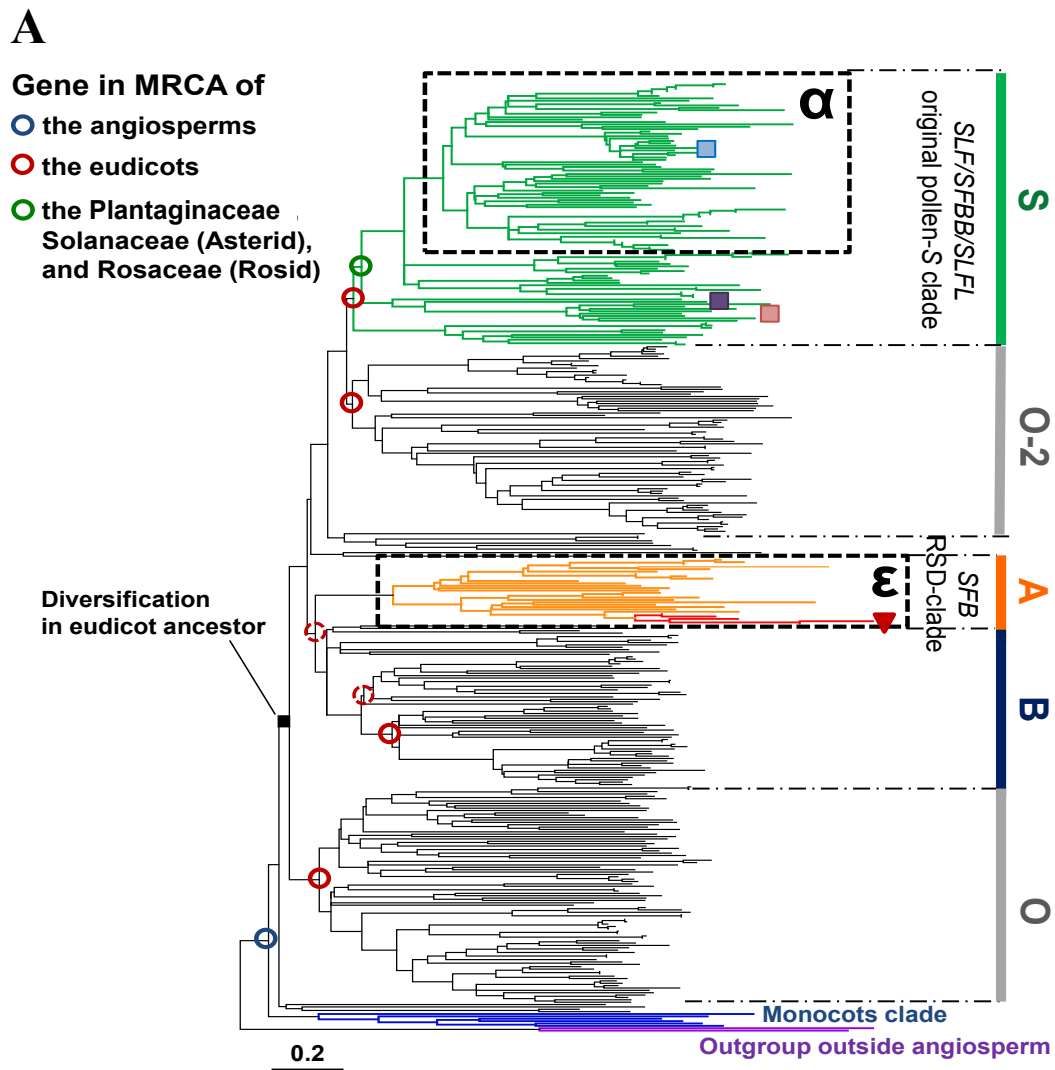 A
Gene in MRCA of
the angiosperms
the eudicots
the Plantaginaceae
Solanaceae (Asterid),
and Rosaceae (Rosid)
α
SLF/SFBB/SLFL
original pollen-S clade
S
O-2
ε
SFB
RSD-clade
A
Diversification
in eudicot ancestor
B
O
Monocots clade
Outgroup outside angiosperm
0.2